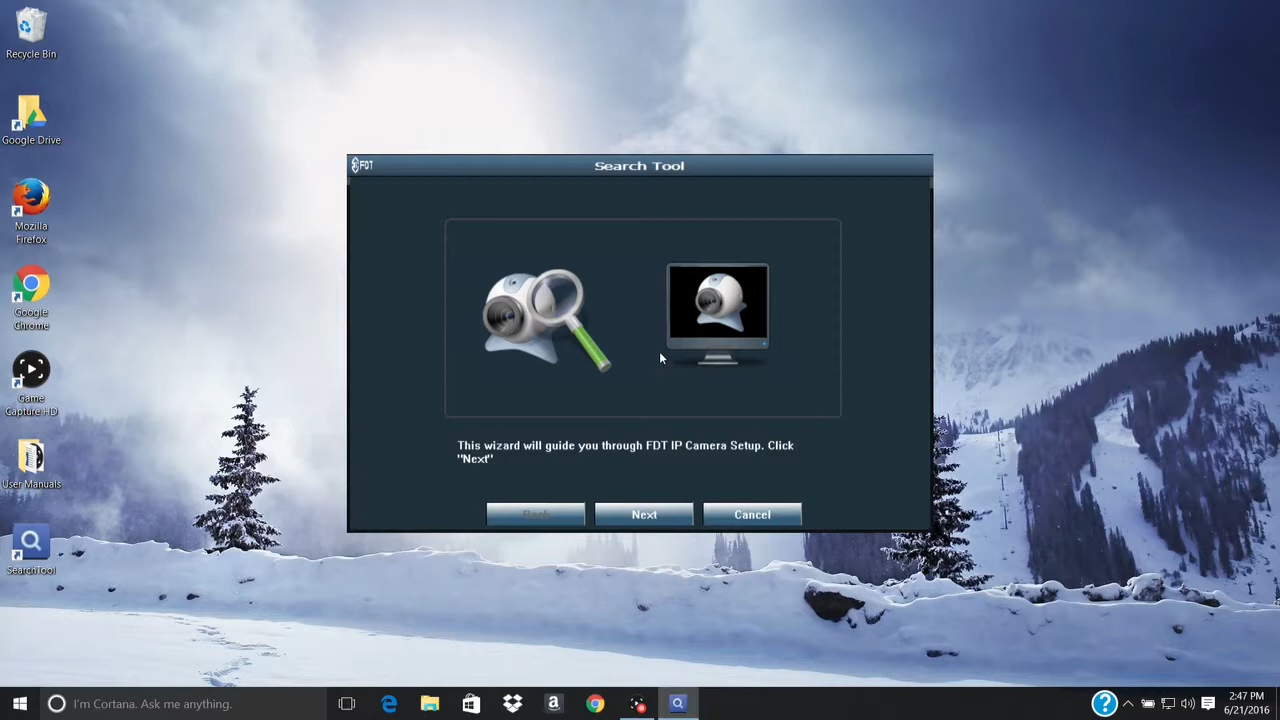 Recycle Bin
Google Drive
Mozilla
Firefox
Google
Chrome
Game
Capture HD
User Manuals
SearchTool
FDT
Search Tool
This wizard will guide you through FDT IP Camera Setup. Click
"Next"
Back
Next
Cancel
I'm Cortana. Ask me anything.
2:47 PM
6/21/2016